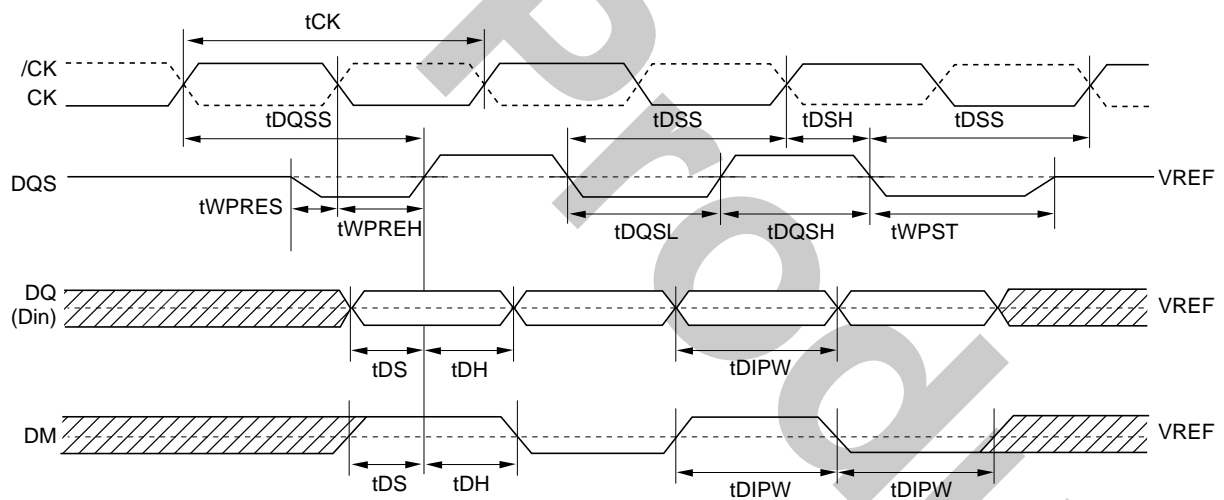 tCK
/CK
CK
tDQSS tDSS tDSH tDSS
DQS VREF
tWPRES
tWPREH tDQSL tDQSH tWPST
DQ
(Din) VREF
tDS tDH tDIPW
DM VREF
tDS tDH tDIPW tDIPW